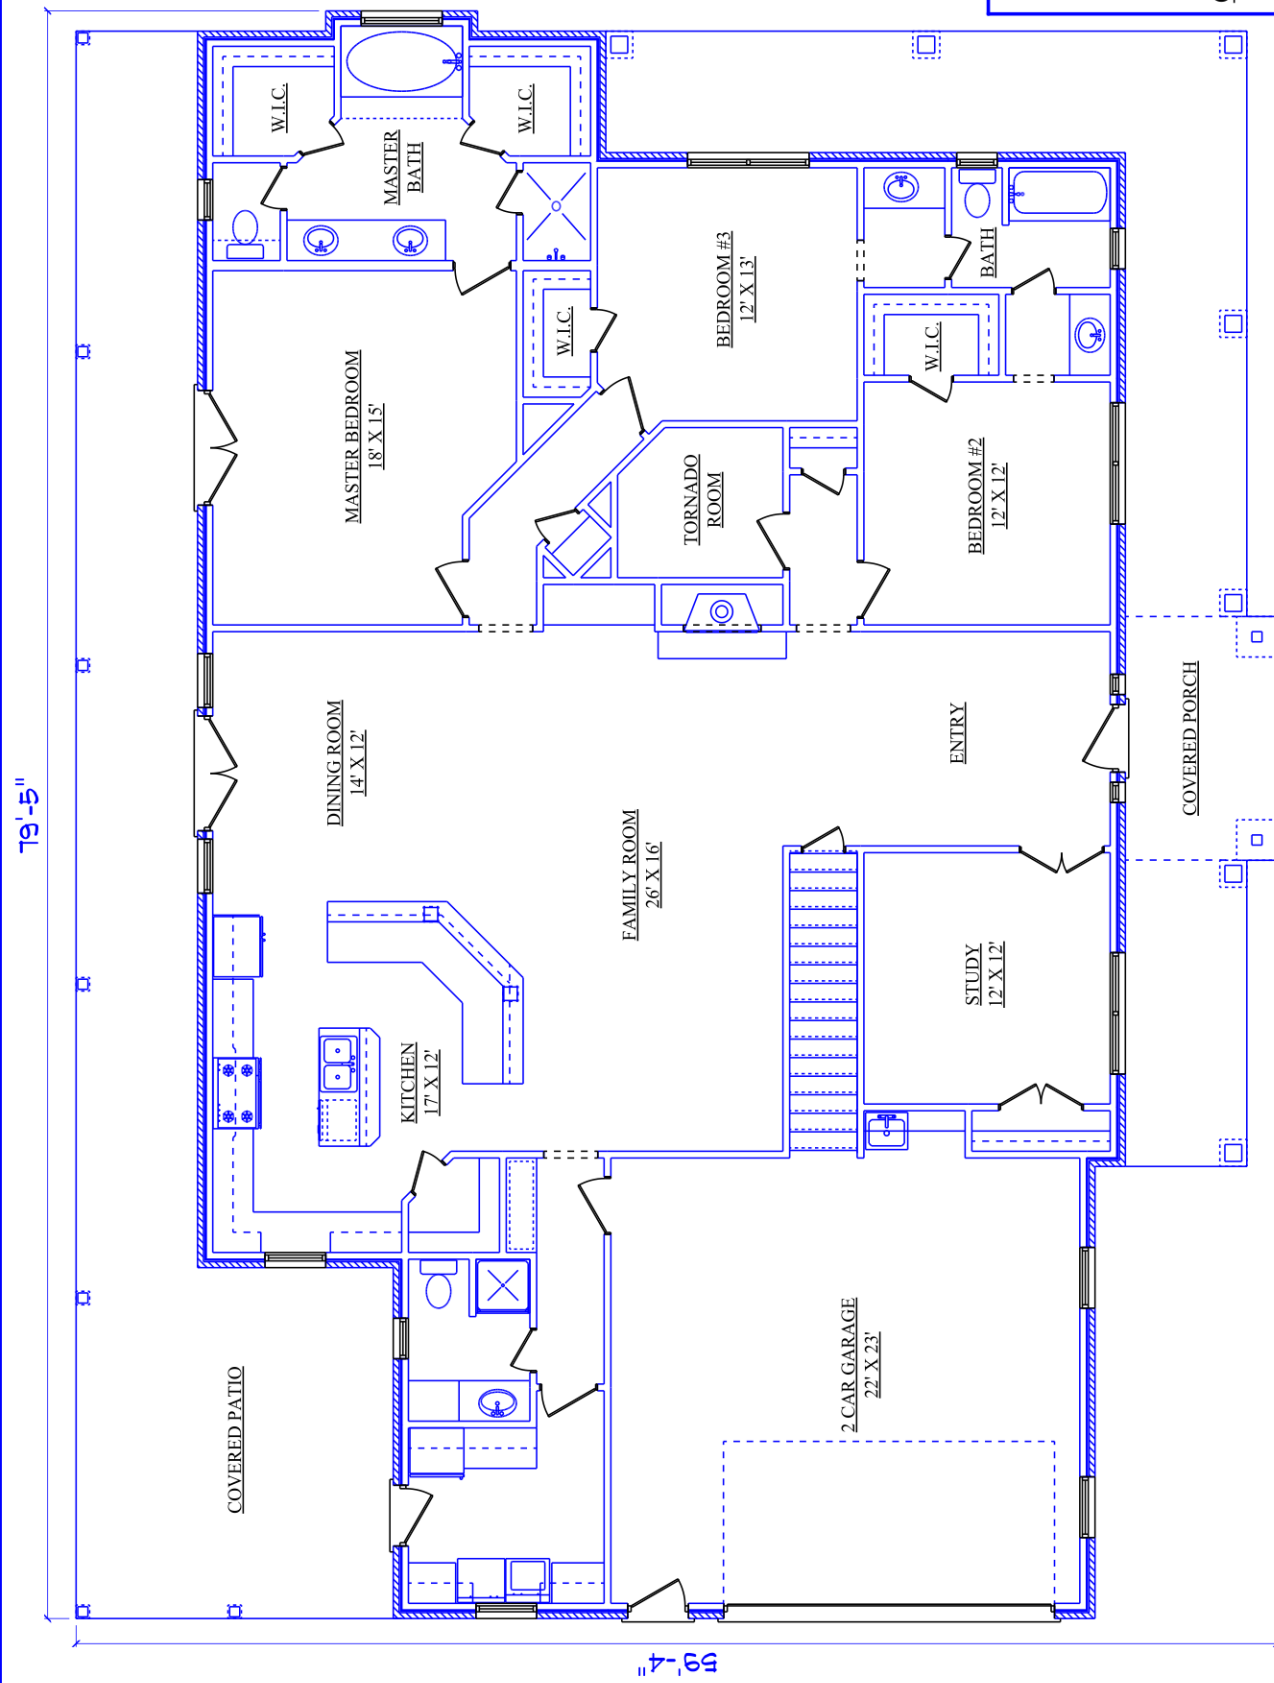 79'-5"
59'-4"
W.I.C.
W.I.C.
MASTER
BATH
MASTER BEDROOM
18' X 15'
W.I.C.
BEDROOM #3
12' X 13'
BATH
W.I.C.
BEDROOM #2
12' X 12'
TORNADO
ROOM
DINING ROOM
14' X 12'
FAMILY ROOM
26' X 16'
ENTRY
COVERED PORCH
KITCHEN
17' X 12'
STUDY
12' X 12'
COVERED PATIO
2 CAR GARAGE
22' X 23'